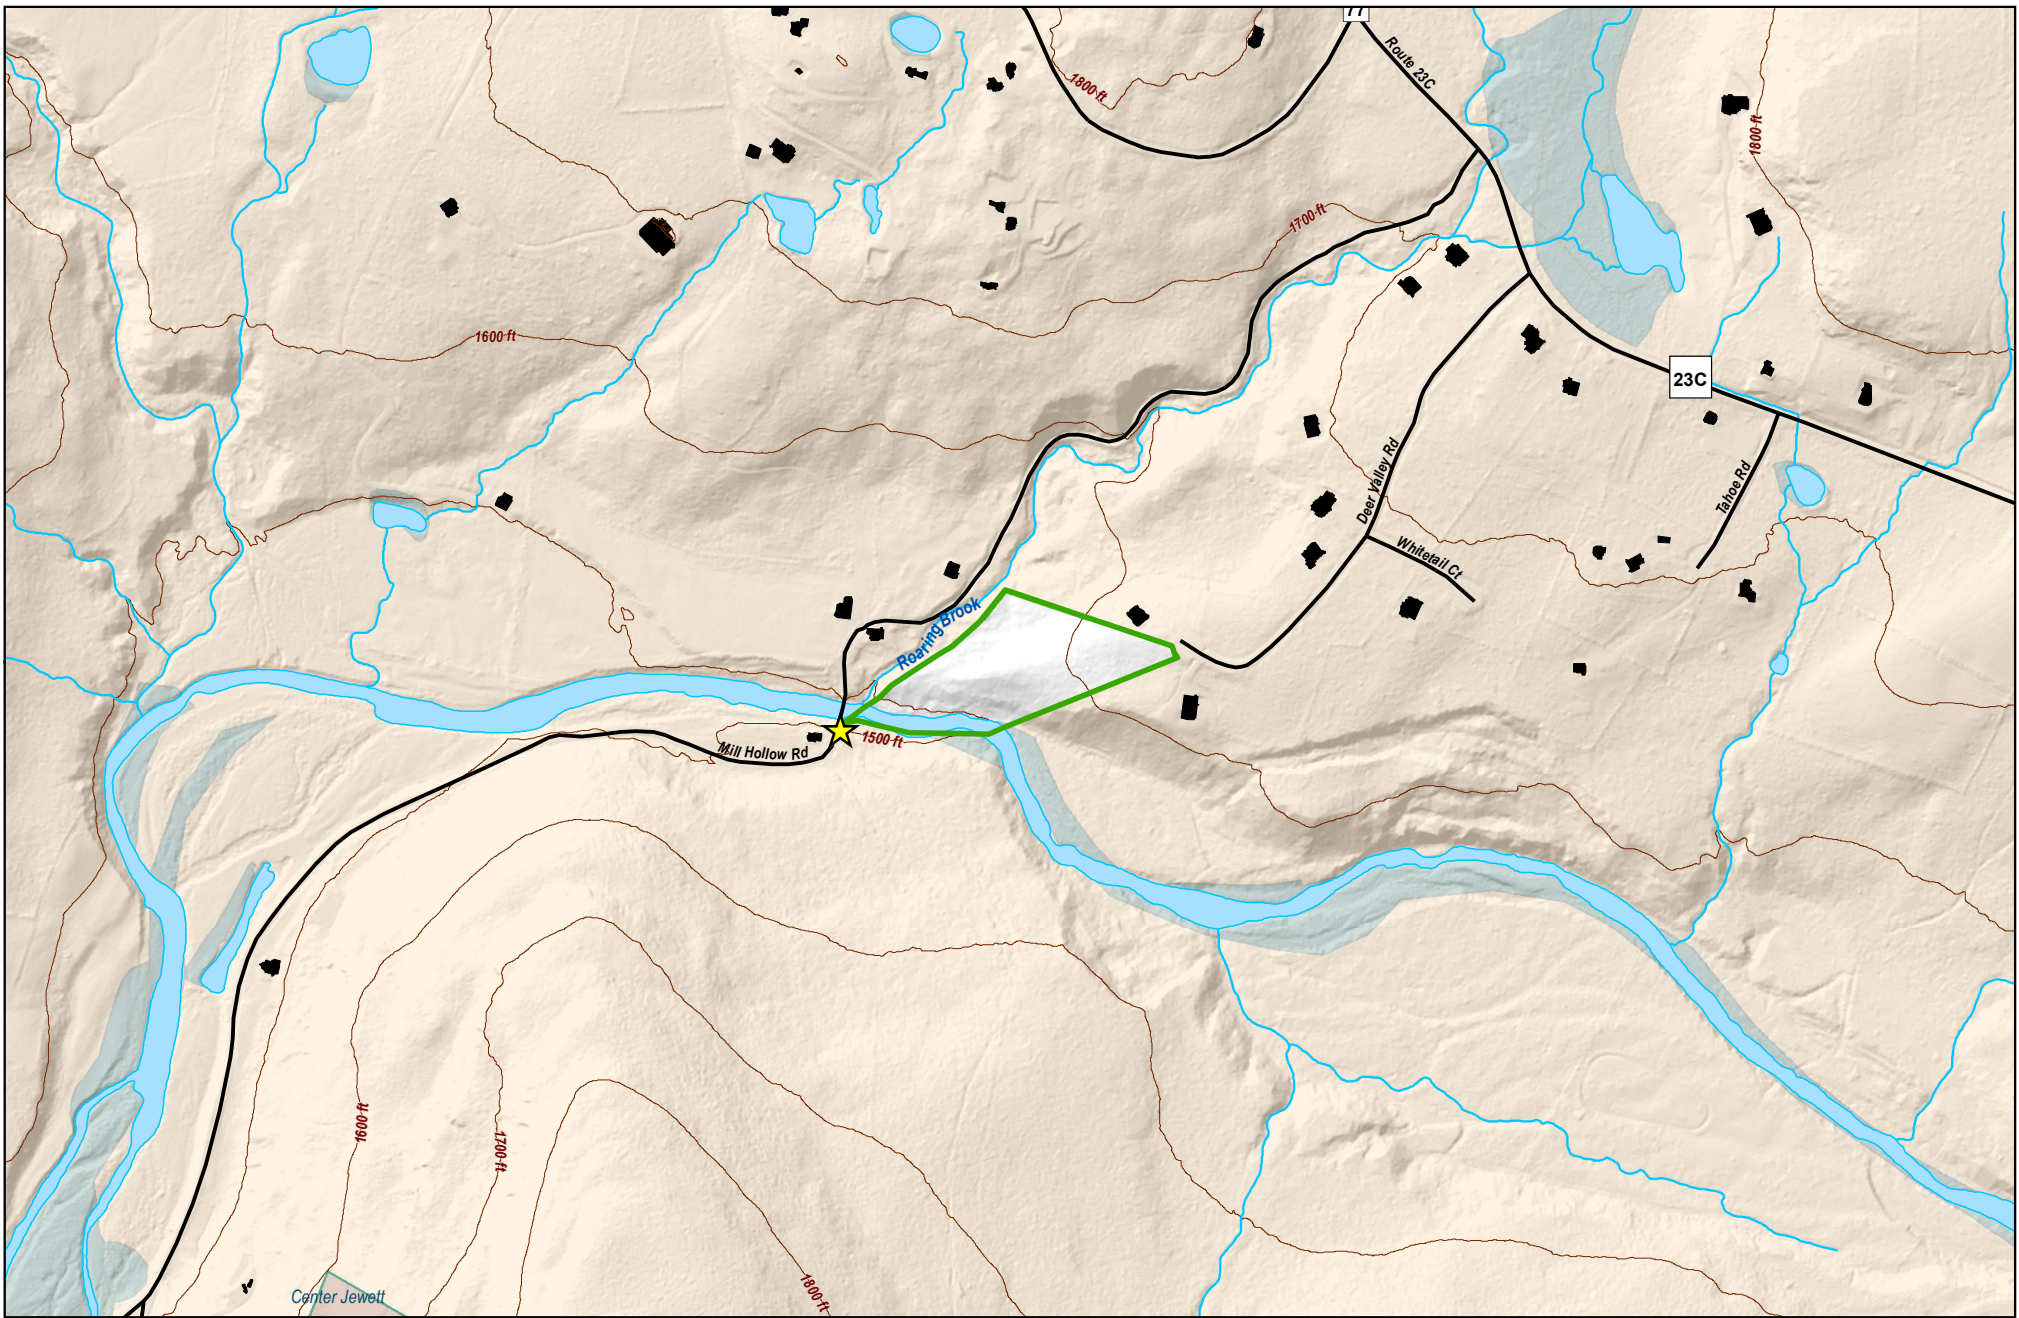 77
Route 23C
1800 ft
1800 ft
1700 ft
1600 ft
23C
Deer Valley Rd
Tahoe Rd
Whitetail Ct
Roaring Brook
1500 ft
Mill Hollow Rd
1600 ft
1700 ft
1800 ft
Center Jewett